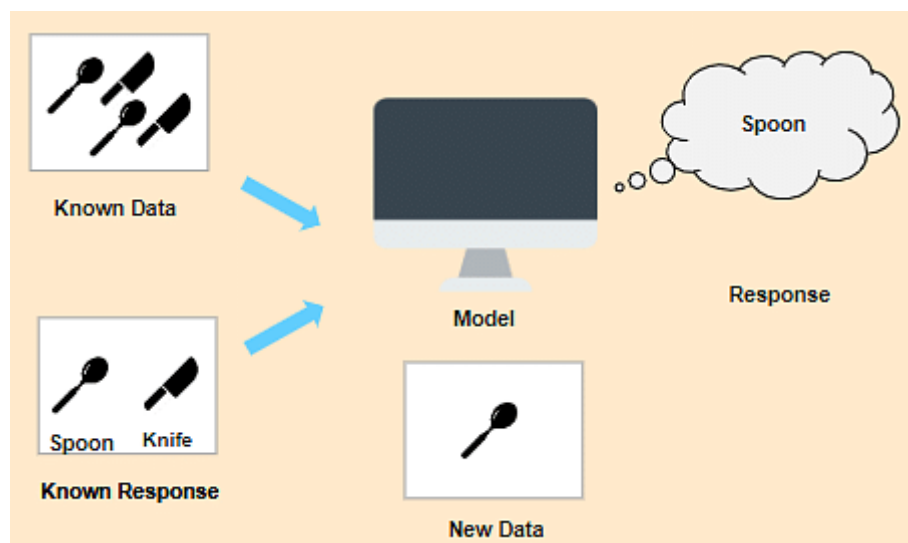 Known Data
Spoon
Knife
Known Response
Model
New Data
Spoon
Response